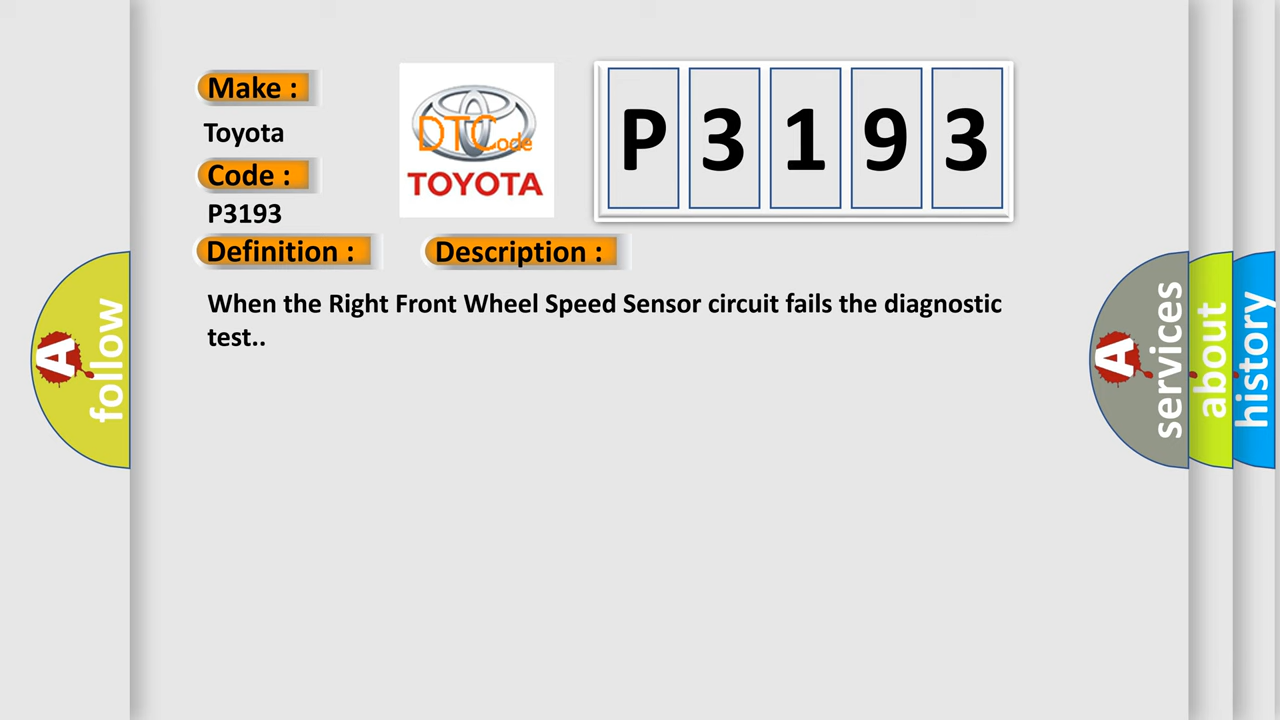 Make :
Toyota
Code :
P3193
Definition :
Description :
When the Right Front Wheel Speed Sensor circuit fails the diagnostic
test..
DTCode
TOYOTA
P 3 1 9 3
A follow
A services
about
history